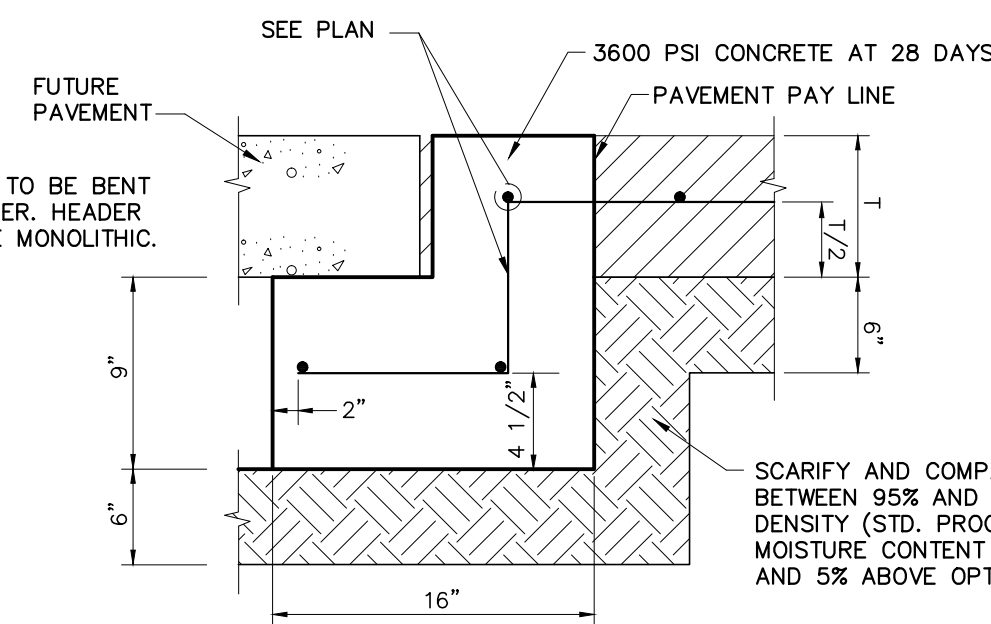 SEE PLAN
3600 PSI CONCRETE AT 28 DAYS
FUTURE
PAVEMENT
PAVEMENT PAY LINE
TO BE BENT
ER. HEADER
MONOLITHIC.
T
T/2
6"
9"
2"
4 1/2"
6"
16"
SCARIFY AND COMP
BETWEEN 95% AND
DENSITY (STD. PROC
MOISTURE CONTENT
AND 5% ABOVE OPT